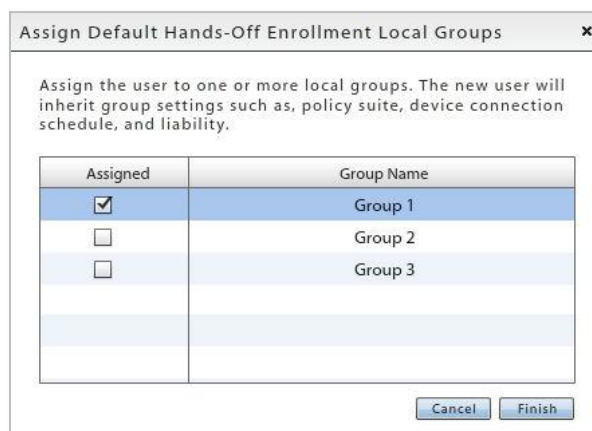 Assign Default Hands-Off Enrollment Local Groups ×
Assign the user to one or more local groups. The new user will
inherit group settings such as, policy suite, device connection
schedule, and liability.
Assigned Group Name
Group 1
Group 2
Group 3
Cancel Finish